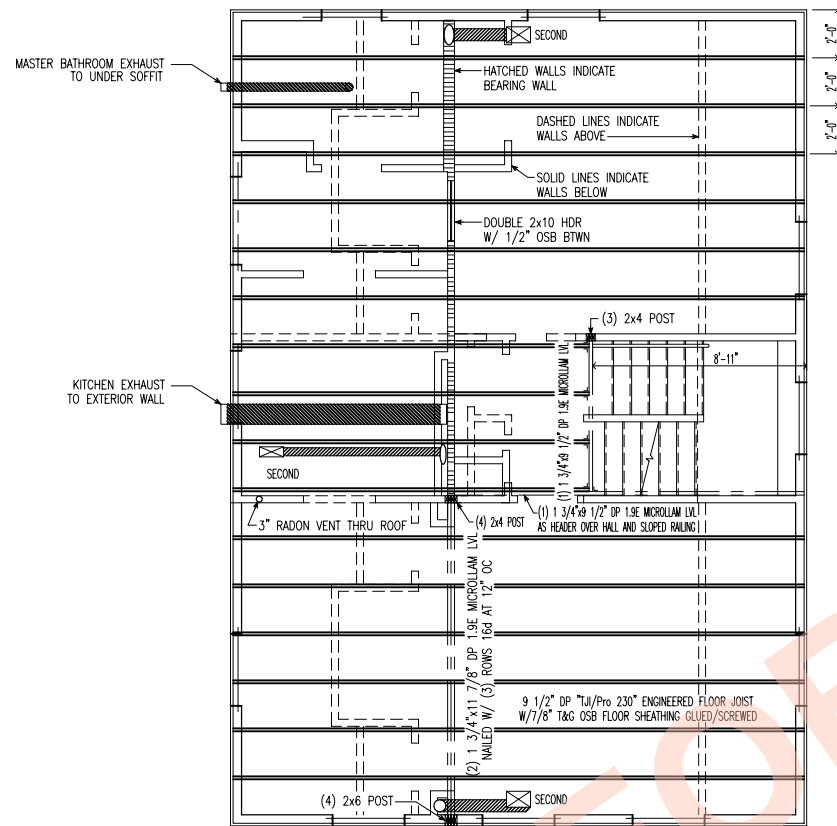 SECOND
2'-0"
MASTER BATHROOM EXHAUST
TO UNDER SOFFIT
HATCHED WALLS INDICATE
BEARING WALL
2'-0"
DASHED LINES INDICATE
WALLS ABOVE
2'-0"
SOLID LINES INDICATE
WALLS BELOW
DOUBLE 2x10 HDR
W/ 1/2" OSB BTWN
(3) 2x4 POST
8'-11"
(1) 1 3/4"x9 1/2" DP 1.9E MICROLLAM LVL
KITCHEN EXHAUST
TO EXTERIOR WALL
SECOND
3" RADON VENT THRU ROOF
(4) 2x4 POST
(1) 1 3/4"x9 1/2" DP 1.9E MICROLLAM LVL
AS HEADER OVER HALL AND SLOPED RAILING
(2) 1 3/4"x11 7/8" DP 1.9E MICROLLAM LVL
NAILED W/ (3) ROWS 16d AT 12" OC
9 1/2" DP "TJI/Pro 230" ENGINEERED FLOOR JOIST
W/7/8" T&G OSB FLOOR SHEATHING GLUED/SCREWED
(4) 2x6 POST
SECOND
FOR